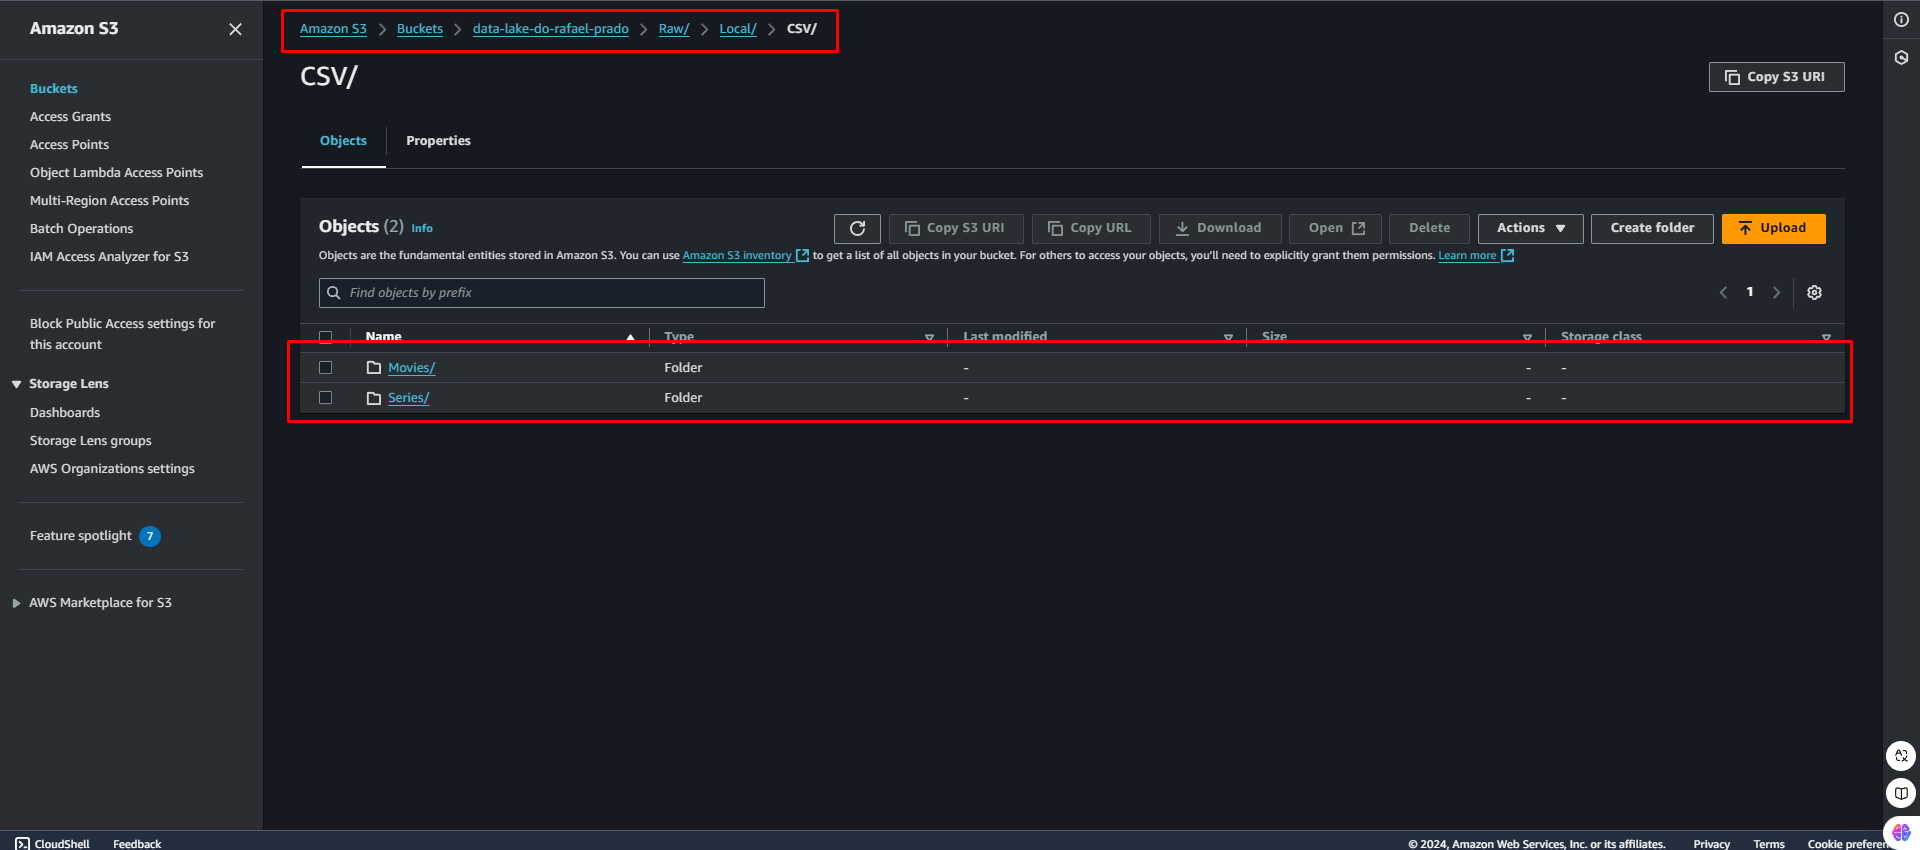 Amazon S3
Buckets
Access Grants
Access Points
Object Lambda Access Points
Multi-Region Access Points
Batch Operations
IAM Access Analyzer for S3
Block Public Access settings for
this account
Storage Lens
Dashboards
Storage Lens groups
AWS Organizations settings
Feature spotlight 7
AWS Marketplace for S3
Amazon S3 Buckets data-lake-do-rafael-prado Raw/ Local/ CSV/
CSV/
Copy S3 URI
Objects Properties
Objects (2) Info
Copy S3 URI Copy URL Download Open Delete Actions Create folder Upload
Objects are the fundamental entities stored in Amazon S3. You can use Amazon S3 inventory to get a list of all objects in your bucket. For others to access your objects, you'll need to explicitly grant them permissions. Learn more
Find objects by prefix
1
Name Type Last modified Size Storage class
Movies/ Folder - - -
Series/ Folder - - -
CloudShell Feedback © 2024, Amazon Web Services, Inc. or its affiliates. Privacy Terms Cookie preferen